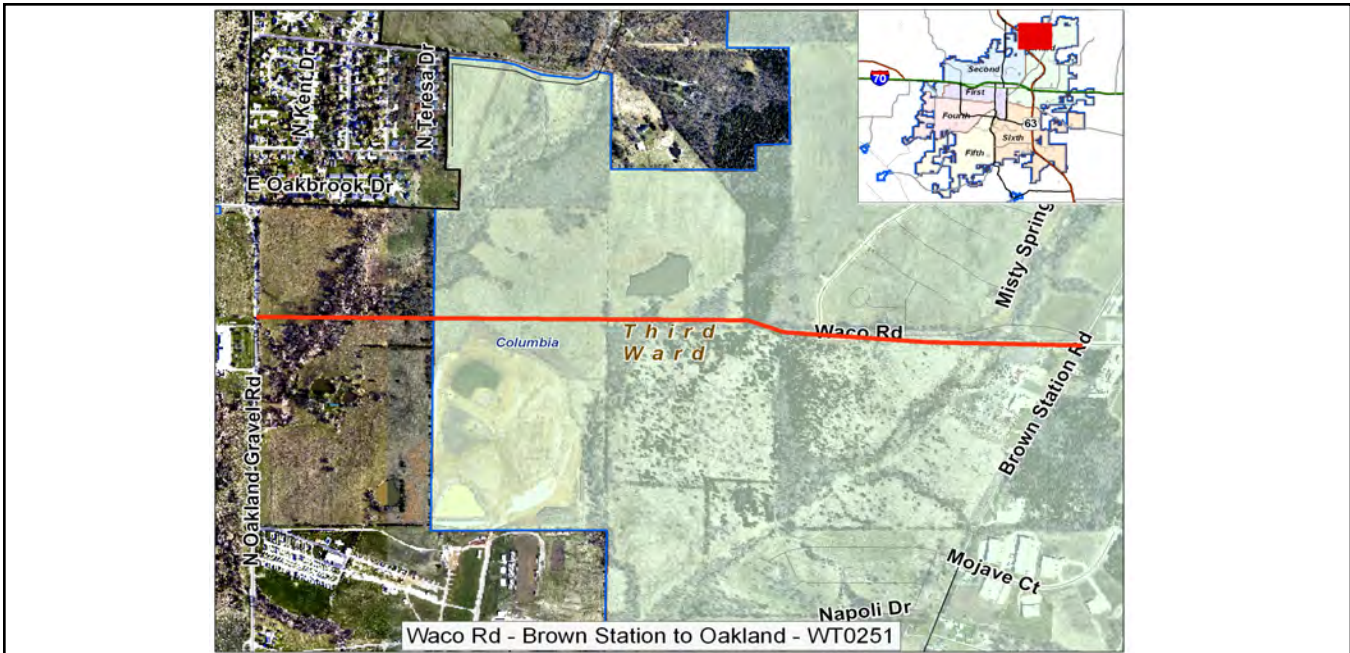 N Kent Dr
N Teresa Dr
E Oakbrook Dr
70
Second
First
Fourth
63
Sixth
Fifth
Misty Spring
Waco Rd
Third
Ward
Columbia
N Oakland Gravel Rd
Brown Station Rd
Mojave Ct
Napoli Dr
Waco Rd - Brown Station to Oakland - WT0251